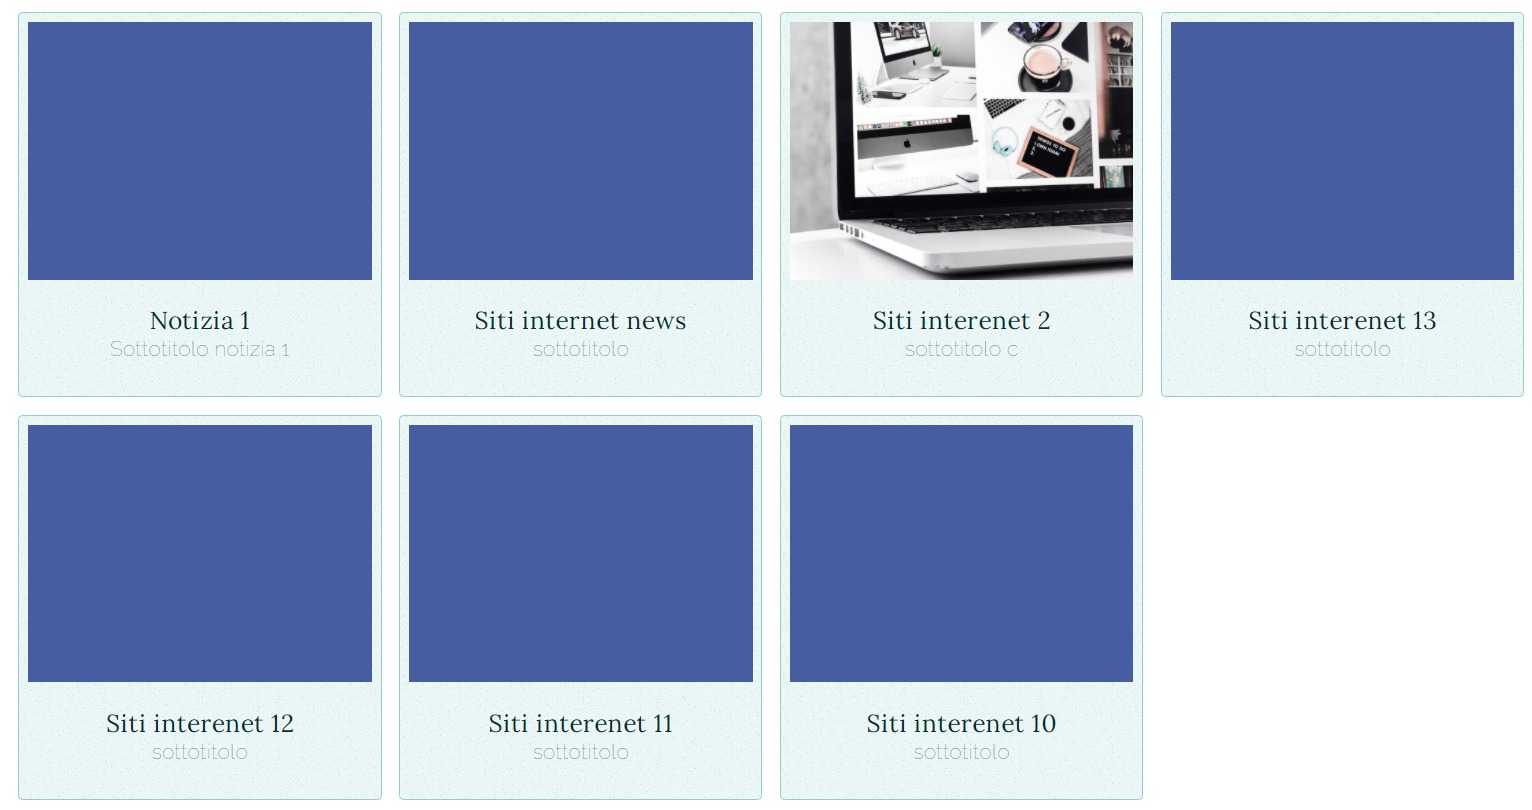 Notizia 1
Sottotitolo notizia 1
Siti internet news
sottotitolo
Siti interenet 2
sottotitolo c
Siti interenet 13
sottotitolo
Siti interenet 12
sottotitolo
Siti interenet 11
sottotitolo
Siti interenet 10
sottotitolo